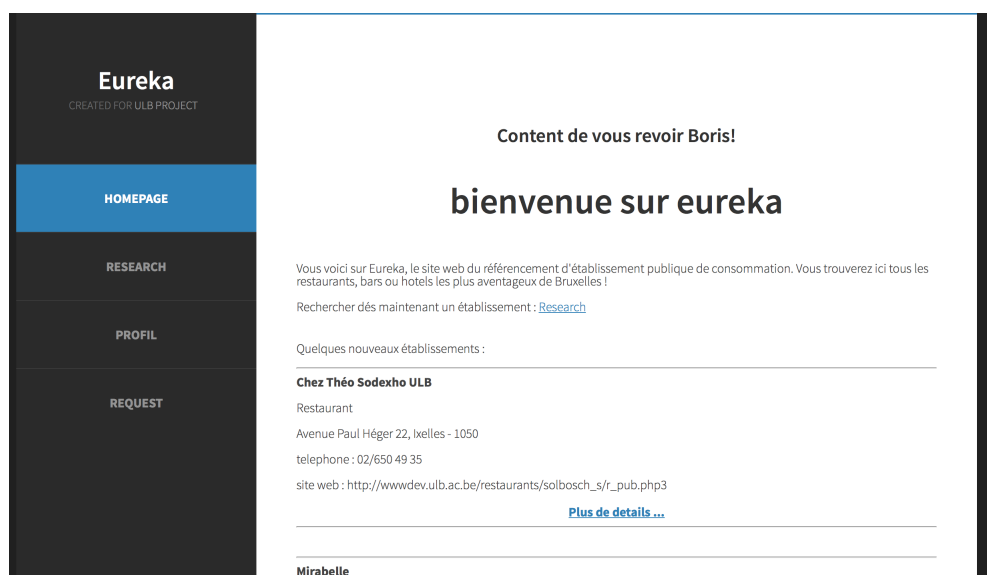 Eureka
CREATED FOR ULB PROJECT
HOMEPAGE
RESEARCH
PROFIL
REQUEST
Content de vous revoir Boris!
bienvenue sur eureka
Vous voici sur Eureka, le site web du référencement d'établissement publique de consommation. Vous trouverez ici tous les
restaurants, bars ou hotels les plus aventageux de Bruxelles !
Rechercher dés maintenant un établissement : Research
Quelques nouveaux établissements :
Chez Théo Sodexho ULB
Restaurant
Avenue Paul Héger 22, Ixelles - 1050
telephone : 02/650 49 35
site web : http://wwwdev.ulb.ac.be/restaurants/solbosch_s/r_pub.php3
Plus de details ...
Mirabelle